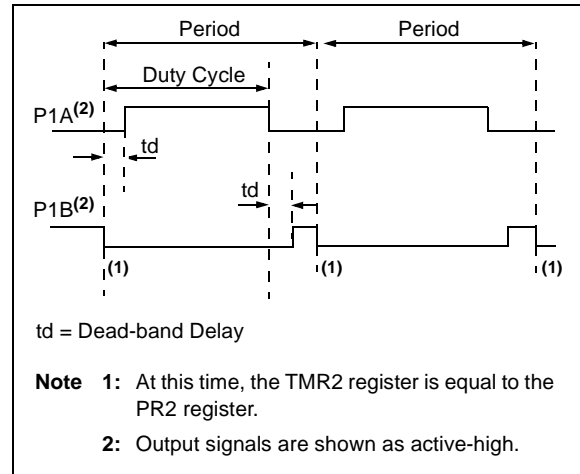 Period Period
Duty Cycle
P1A(2)
td
td
P1B(2)
(1) (1) (1)
td = Dead-band Delay
Note 1: At this time, the TMR2 register is equal to the
PR2 register.
2: Output signals are shown as active-high.